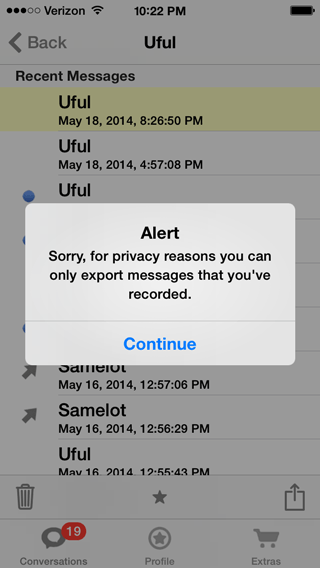 Verizon 10:22 PM
Back Uful
Recent Messages
Uful
May 18, 2014, 8:26:50 PM
Uful
May 18, 2014, 4:57:08 PM
Uful
Alert
Sorry, for privacy reasons you can
only export messages that you've
recorded.
Continue
Samelot
May 16, 2014, 12:57:06 PM
Samelot
May 16, 2014, 12:56:29 PM
Uful
May 16, 2014, 12:55:43 PM
19
Conversations Profile Extras